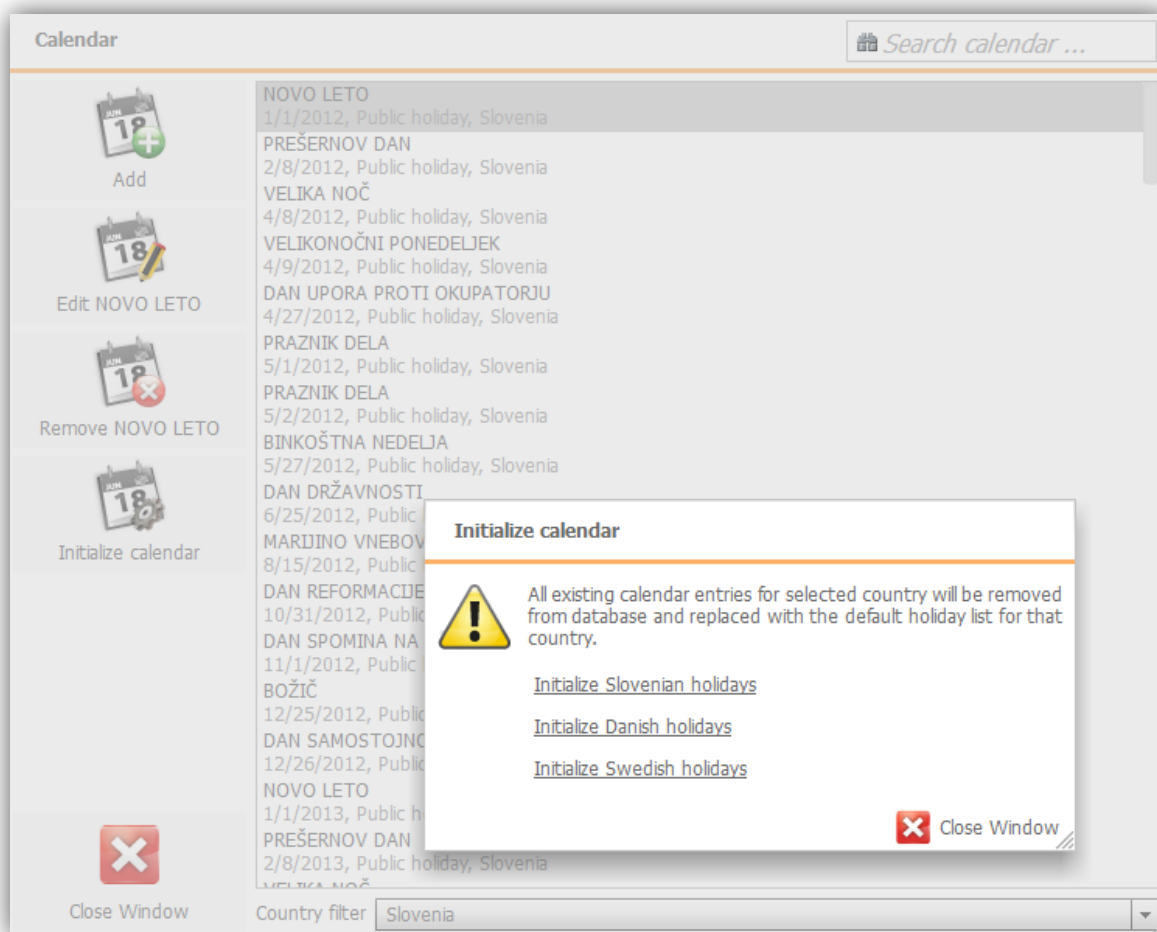 Calendar
Search calendar ...
Add
Edit NOVO LETO
Remove NOVO LETO
Initialize calendar
Close Window
NOVO LETO
1/1/2012, Public holiday, Slovenia
PREŠERNOV DAN
2/8/2012, Public holiday, Slovenia
VELIKA NOČ
4/8/2012, Public holiday, Slovenia
VELIKONOČNI PONEDELJEK
4/9/2012, Public holiday, Slovenia
DAN UPORA PROTI OKUPATORJU
4/27/2012, Public holiday, Slovenia
PRAZNIK DELA
5/1/2012, Public holiday, Slovenia
PRAZNIK DELA
5/2/2012, Public holiday, Slovenia
BINKOŠTNA NEDELJA
5/27/2012, Public holiday, Slovenia
DAN DRŽAVNOSTI
6/25/2012, Public
MARIJINO VNEBOV
8/15/2012, Public
DAN REFORMACIJE
10/31/2012, Public
DAN SPOMINA NA
11/1/2012, Public
BOŽIČ
12/25/2012, Public
DAN SAMOSTOJNO
12/26/2012, Public
NOVO LETO
1/1/2013, Public h
PREŠERNOV DAN
2/8/2013, Public holiday, Slovenia
VELIKA NOČ
Country filter Slovenia
Initialize calendar
All existing calendar entries for selected country will be removed
from database and replaced with the default holiday list for that
country.
Initialize Slovenian holidays
Initialize Danish holidays
Initialize Swedish holidays
Close Window